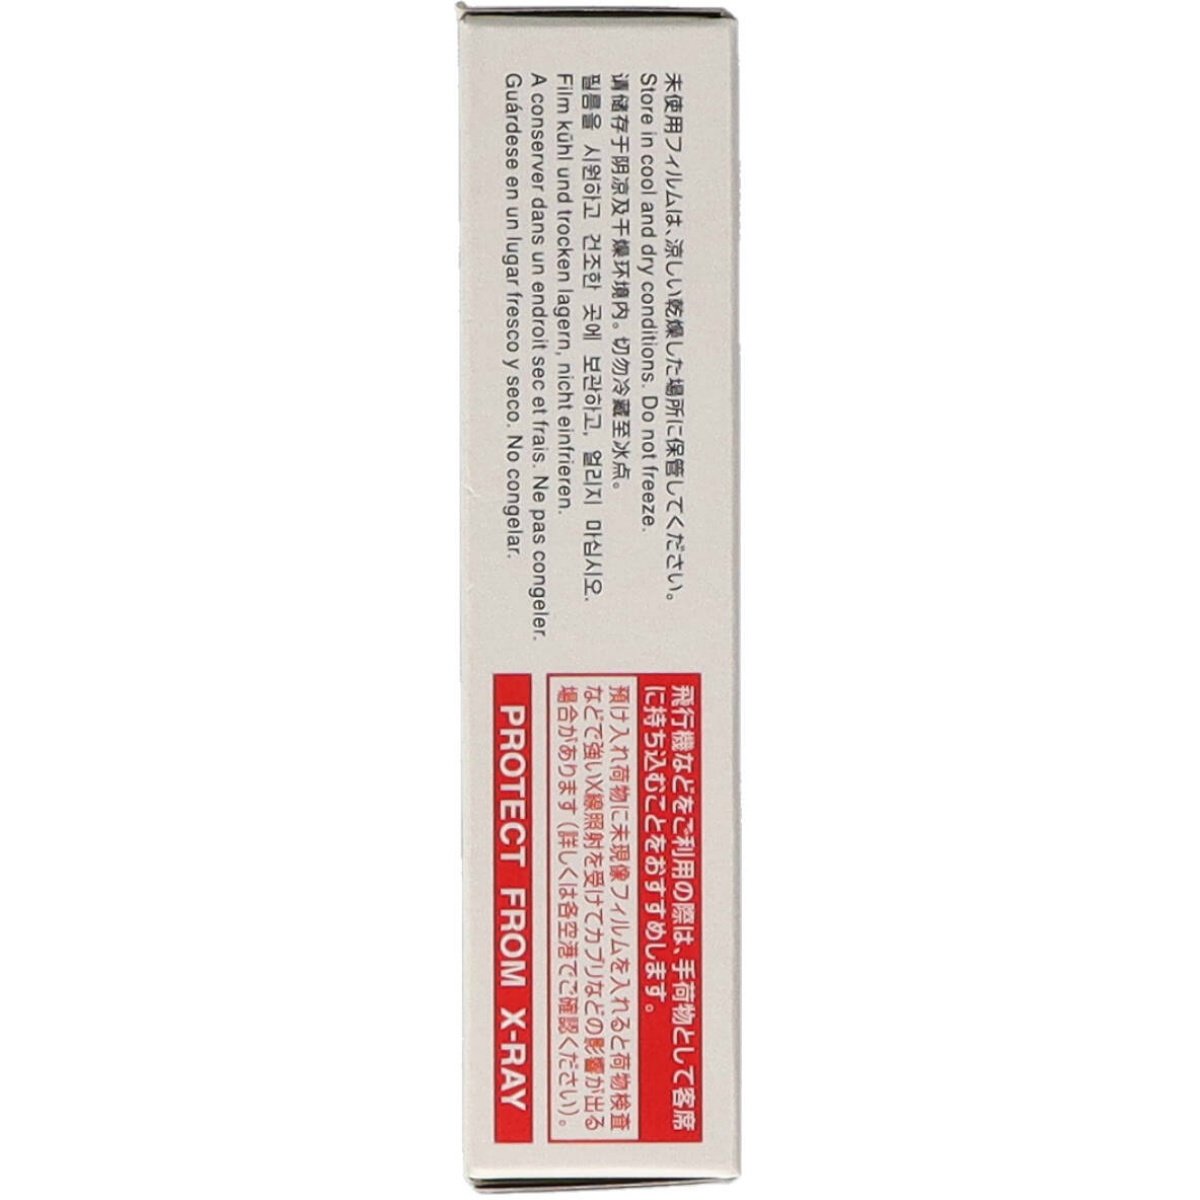 未使用フィルムは、涼しい乾燥した場所に保管してください。
Store in cool and dry conditions. Do not freeze.
请储存于阴凉及干燥环境内。切勿冷藏至冰点。
필름을 시원하고 건조한 곳에 보관하고, 얼리지 마십시오.
Film kühl und trocken lagern, nicht einfrieren.
A conserver dans un endroit sec et frais. Ne pas congeler.
Guárdese en un lugar fresco y seco. No congelar.
飛行機などをご利用の際は、手荷物として客席
に持ち込むことをおすすめします。
預け入れ荷物に未現像フィルムを入れると荷物検査
などで強いX線照射を受けてカブリなどの影響が出る
場合があります（詳しくは各空港でご確認ください）。
PROTECT FROM X-RAY